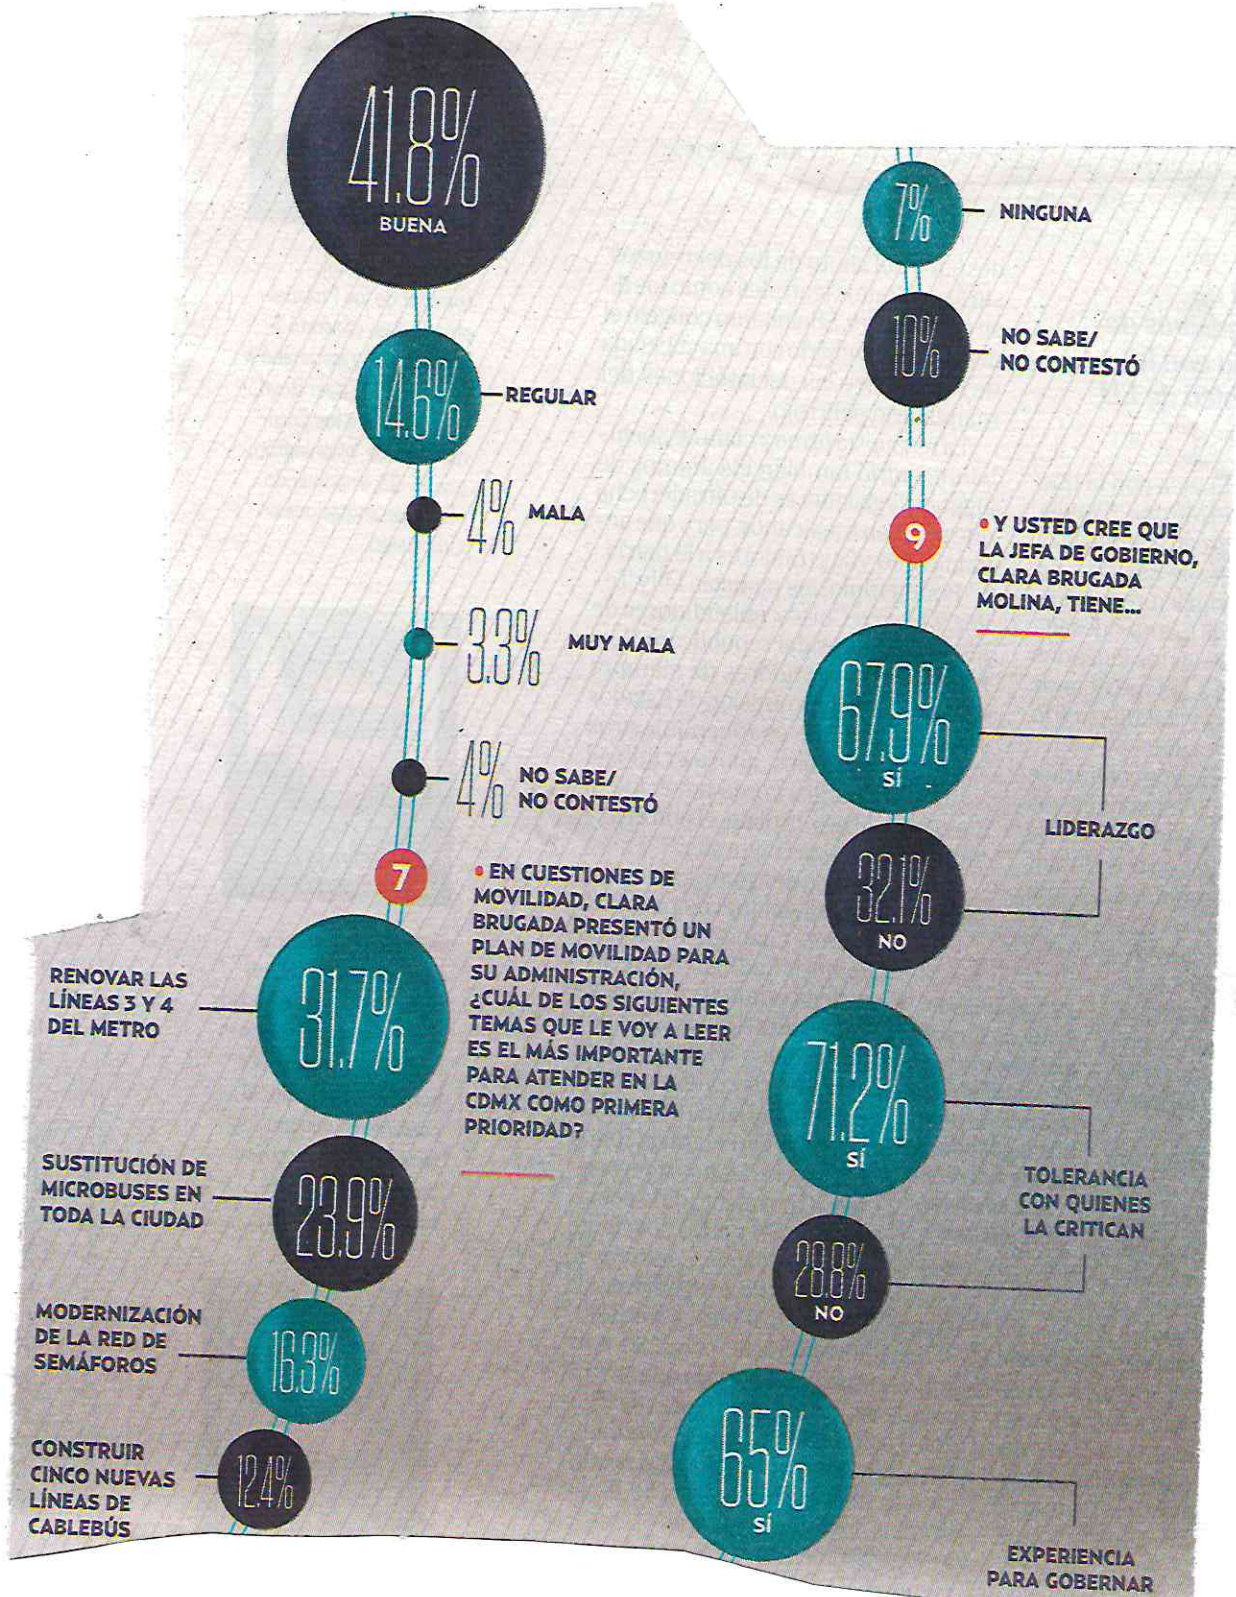 41.8%
BUENA
14.6%
REGULAR
4%
MALA
3.3%
MUY MALA
4%
NO SABE/
NO CONTESTÓ
7
• EN CUESTIONES DE
MOVILIDAD, CLARA
BRUGADA PRESENTÓ UN
PLAN DE MOVILIDAD PARA
SU ADMINISTRACIÓN,
¿CUÁL DE LOS SIGUIENTES
TEMAS QUE LE VOY A LEER
ES EL MÁS IMPORTANTE
PARA ATENDER EN LA
CDMX COMO PRIMERA
PRIORIDAD?
RENOVAR LAS
LÍNEAS 3 Y 4
DEL METRO
31.7%
SUSTITUCIÓN DE
MICROBUSES EN
TODA LA CIUDAD
23.9%
MODERNIZACIÓN
DE LA RED DE
SEMÁFOROS
16.3%
CONSTRUIR
CINCO NUEVAS
LÍNEAS DE
CABLEBÚS
12.4%
7%
NINGUNA
10%
NO SABE/
NO CONTESTÓ
9
• Y USTED CREE QUE
LA JEFA DE GOBIERNO,
CLARA BRUGADA
MOLINA, TIENE...
67.9%
SÍ
LIDERAZGO
32.1%
NO
71.2%
SÍ
TOLERANCIA
CON QUIENES
LA CRITICAN
28.8%
NO
65%
SÍ
EXPERIENCIA
PARA GOBERNAR